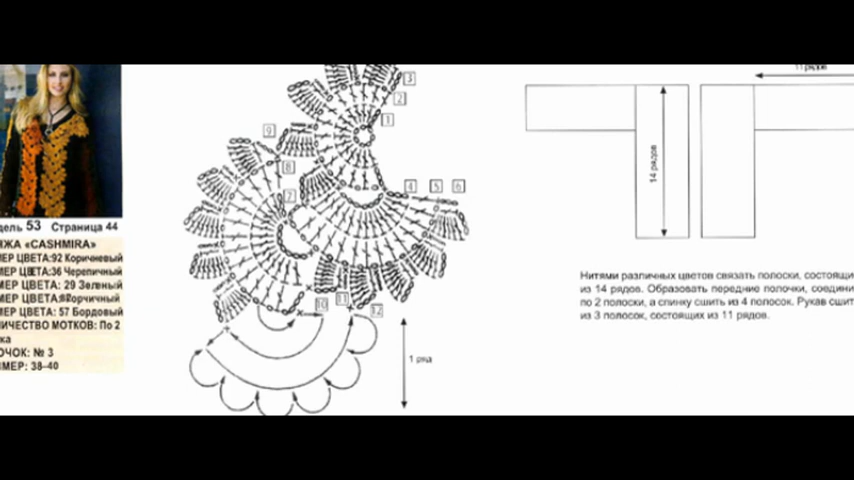 дель 53 Страница 44
ЯЖА «CASHMIRA»
МЕР ЦВЕТА:92 Коричневый
МЕР ЦВЕТА:36 Черепичный
МЕР ЦВЕТА: 29 Зеленый
МЕР ЦВЕТА: Горчичный
МЕР ЦВЕТА: 57 Бордовый
ИЧЕСТВО МОТКОВ: По 2
ка
ЮЧОК: № 3
МЕР: 38-40
3
2
1
9
8
7
4 5 6
10 11 12
1 ряд
11 рядов
14 рядов
Нитями различных цветов связать полоски, состоящи
из 14 рядов. Образовать передние полочки, соедини
по 2 полоски, а спинку сшить из 4 полосок. Рукав сшит
из 3 полосок, состоящих из 11 рядов.